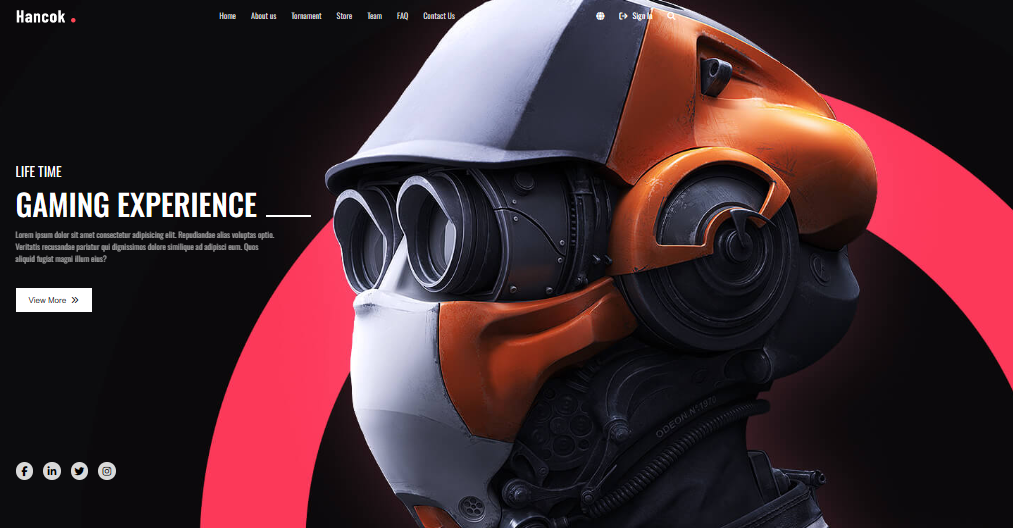 Hancok
Home About us Tornament Store Team FAQ Contact Us Sign In
LIFE TIME
GAMING EXPERIENCE
Lorem ipsum dolor sit amet consectetur adipisicing elit. Repudiandae alias voluptas optio.
Veritatis recusandae pariatur qui dignissimos dolore similique ad adipisci eum. Quos
aliquid fugiat magni illum eius?
View More
ODEOR N°1970